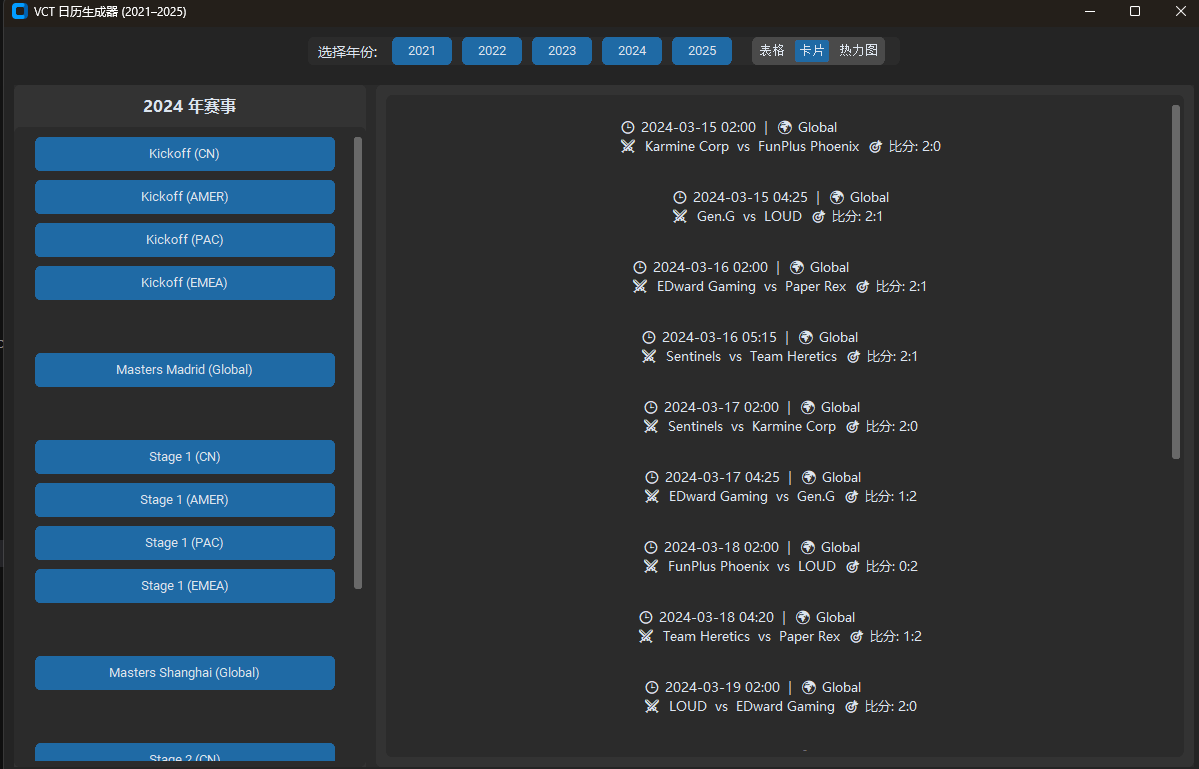 VCT 日历生成器 (2021–2025)
选择年份: 2021 2022 2023 2024 2025 表格 卡片 热力图
2024 年赛事
Kickoff (CN)
Kickoff (AMER)
Kickoff (PAC)
Kickoff (EMEA)
Masters Madrid (Global)
Stage 1 (CN)
Stage 1 (AMER)
Stage 1 (PAC)
Stage 1 (EMEA)
Masters Shanghai (Global)
Stage 2 (CN)
2024-03-15 02:00 | Global
Karmine Corp vs FunPlus Phoenix 比分: 2:0
2024-03-15 04:25 | Global
Gen.G vs LOUD 比分: 2:1
2024-03-16 02:00 | Global
EDward Gaming vs Paper Rex 比分: 2:1
2024-03-16 05:15 | Global
Sentinels vs Team Heretics 比分: 2:1
2024-03-17 02:00 | Global
Sentinels vs Karmine Corp 比分: 2:0
2024-03-17 04:25 | Global
EDward Gaming vs Gen.G 比分: 1:2
2024-03-18 02:00 | Global
FunPlus Phoenix vs LOUD 比分: 0:2
2024-03-18 04:20 | Global
Team Heretics vs Paper Rex 比分: 1:2
2024-03-19 02:00 | Global
LOUD vs EDward Gaming 比分: 2:0